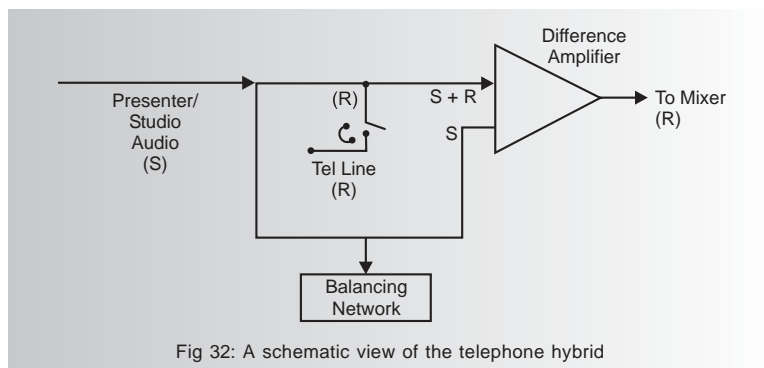 Difference
Amplifier
Presenter/
Studio
Audio
(S)
(R)
S + R
S
To Mixer
(R)
Tel Line
(R)
Balancing
Network
Fig 32: A schematic view of the telephone hybrid